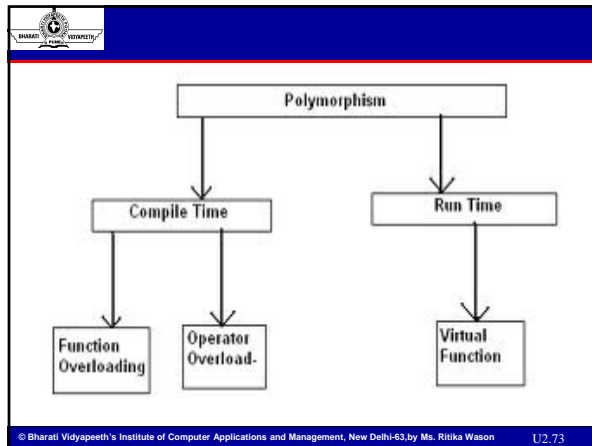 BHARATI VIDYAPEETH
PUNE
Polymorphism
Compile Time
Run Time
Function
Overloading
Operator
Overload-
Virtual
Function
© Bharati Vidyapeeth's Institute of Computer Applications and Management, New Delhi-63,by Ms. Ritika Wason U2.73